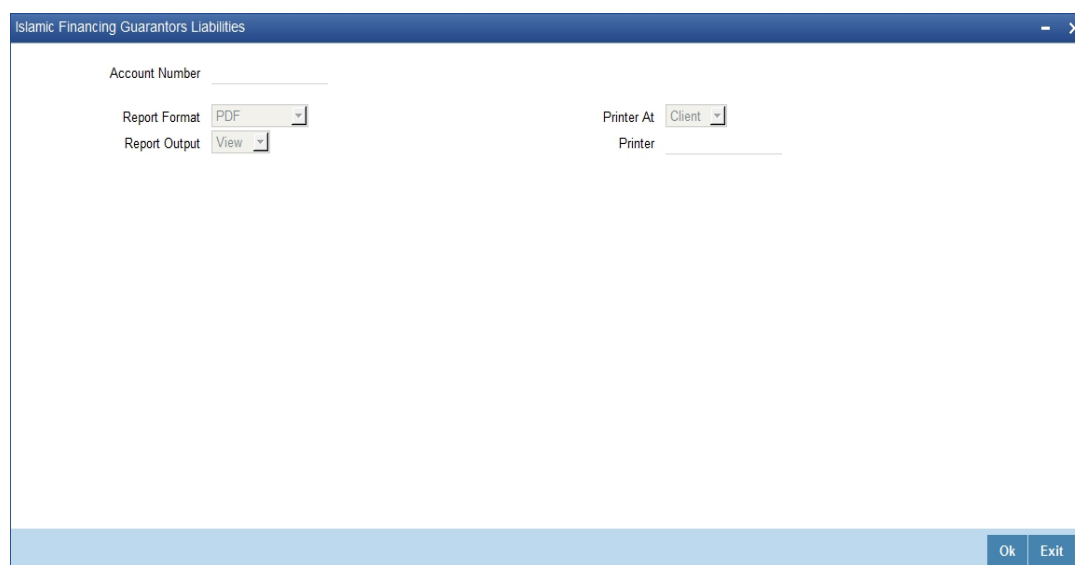 Islamic Financing Guarantors Liabilities
Account Number
Report Format PDF Printer At Client
Report Output View Printer
Ok Exit